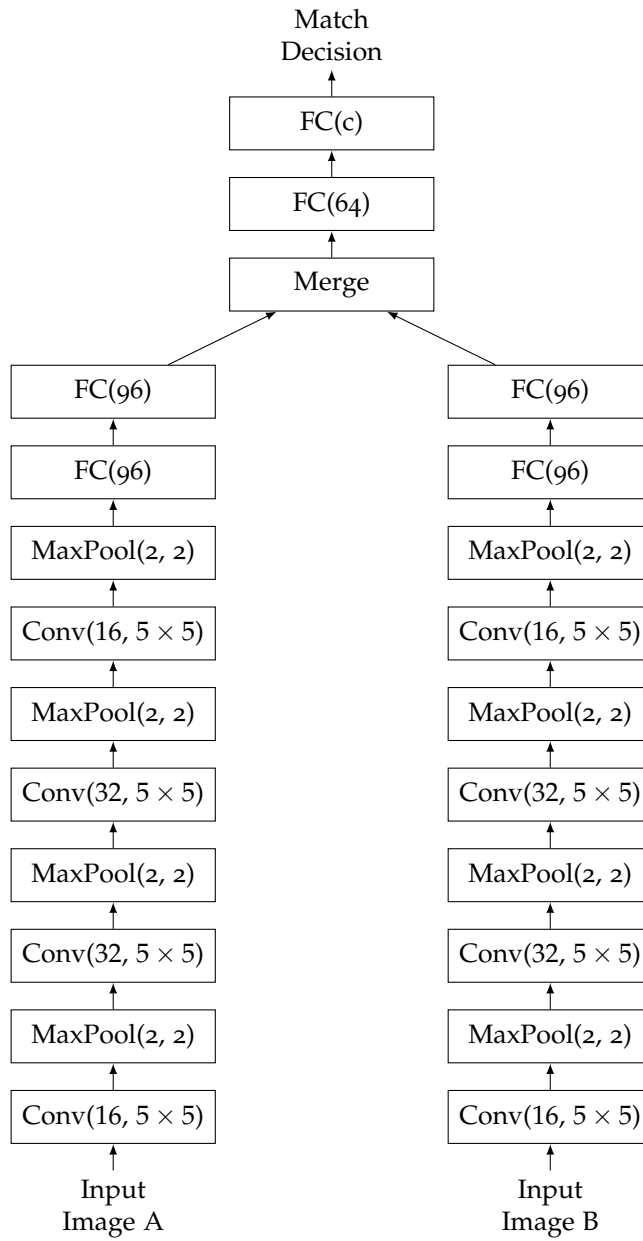 Match
Decision
FC(c)
FC(64)
Merge
FC(96)
FC(96)
FC(96)
FC(96)
MaxPool(2, 2)
MaxPool(2, 2)
Conv(16, 5 × 5)
Conv(16, 5 × 5)
MaxPool(2, 2)
MaxPool(2, 2)
Conv(32, 5 × 5)
Conv(32, 5 × 5)
MaxPool(2, 2)
MaxPool(2, 2)
Conv(32, 5 × 5)
Conv(32, 5 × 5)
MaxPool(2, 2)
MaxPool(2, 2)
Conv(16, 5 × 5)
Conv(16, 5 × 5)
Input
Image A
Input
Image B